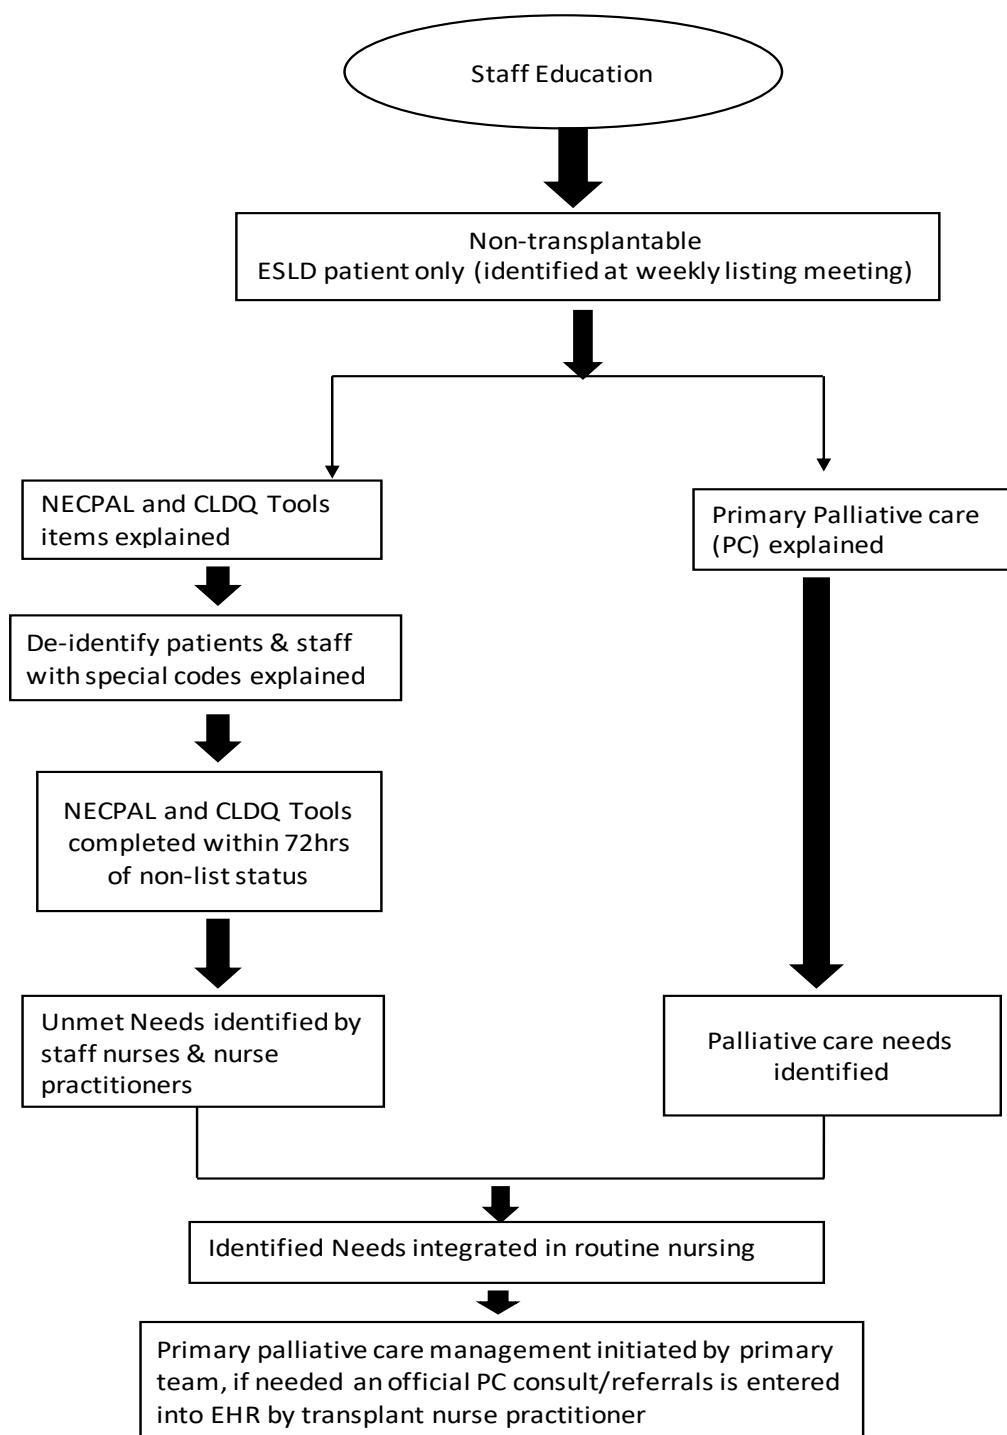 Staff Education
Non-transplantable
ESLD patient only (identified at weekly listing meeting)
NECPAL and CLDQ Tools
items explained
Primary Palliative care
(PC) explained
De-identify patients & staff
with special codes explained
NECPAL and CLDQ Tools
completed within 72hrs
of non-list status
Unmet Needs identified by
staff nurses & nurse
practitioners
Palliative care needs
identified
Identified Needs integrated in routine nursing
Primary palliative care management initiated by primary
team, if needed an official PC consult/referrals is entered
into EHR by transplant nurse practitioner